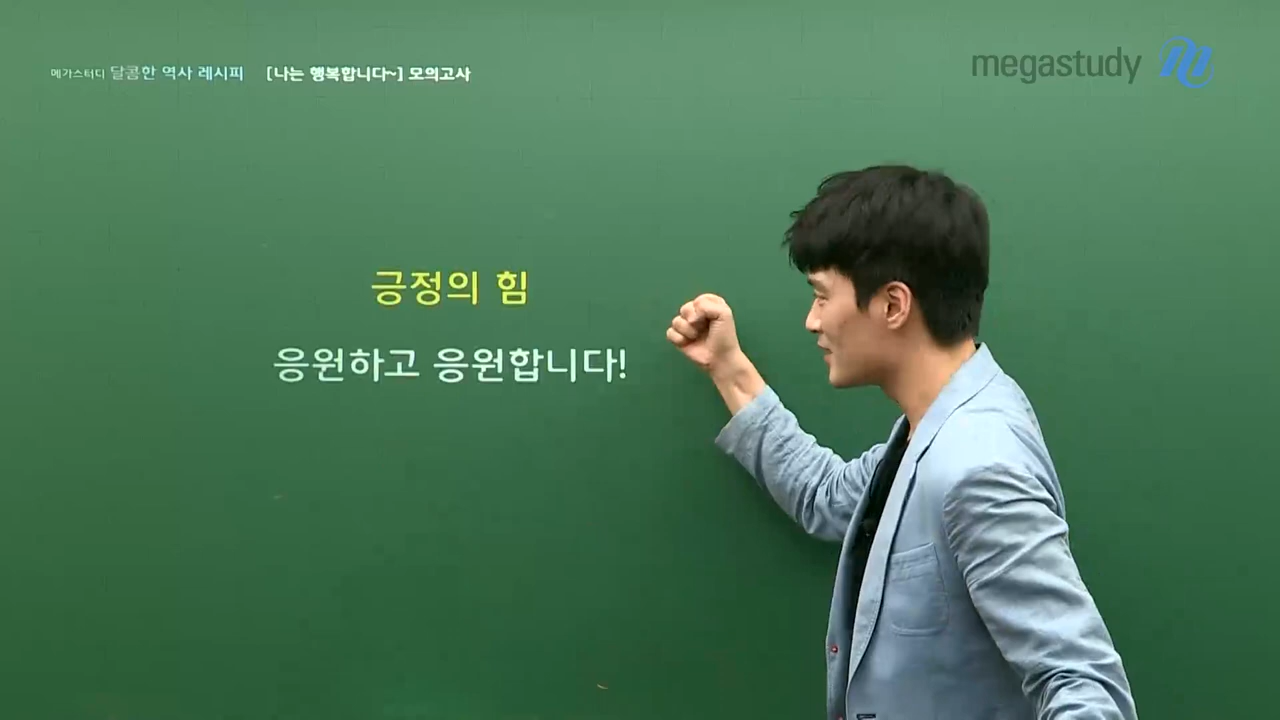 메가스터디 달콤한 역사 레시피 [나는 행복합니다~] 모의고사
megastudy m
긍정의 힘
응원하고 응원합니다!